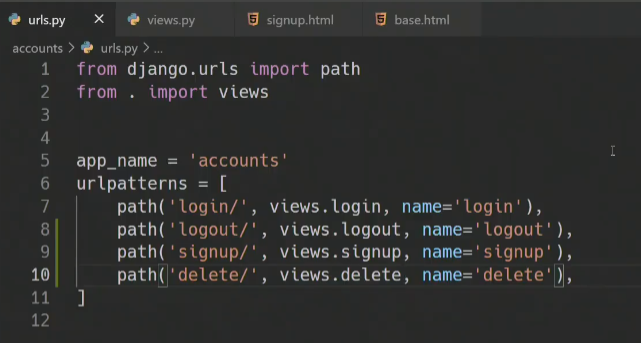 urls.py ×
views.py
signup.html
base.html
accounts > urls.py > ...
1 from django.urls import path
2 from . import views
3
4
5 app_name = 'accounts'
6 urlpatterns = [
7     path('login/', views.login, name='login'),
8     path('logout/', views.logout, name='logout'),
9     path('signup/', views.signup, name='signup'),
10     path('delete/', views.delete, name='delete'),
11 ]
12